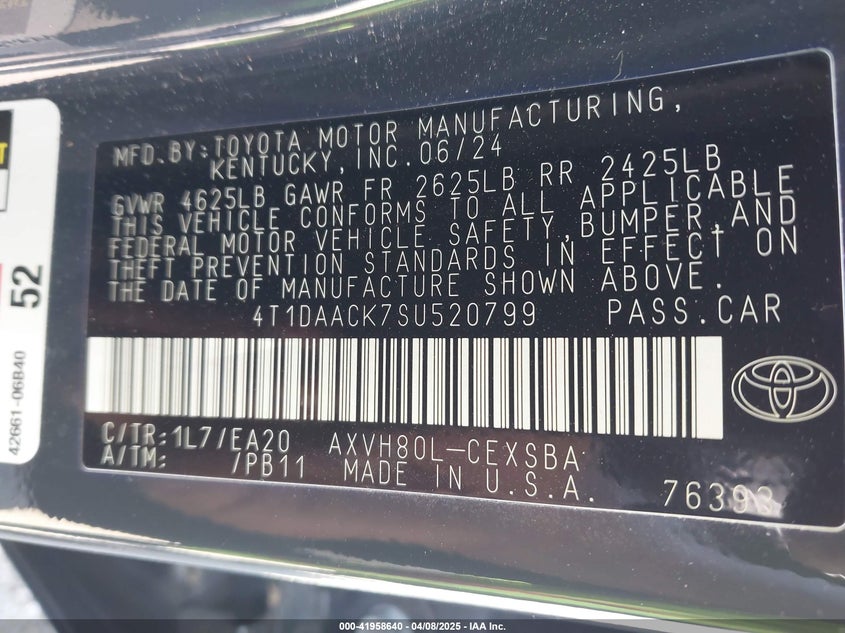 MFD.BY:TOYOTA MOTOR MANUFACTURING,
KENTUCKY,INC.06/24
GVWR 4625LB GAWR FR 2625LB RR 2425LB
THIS VEHICLE CONFORMS TO ALL APPLICABLE
FEDERAL MOTOR VEHICLE SAFETY,BUMPER,AND
THEFT PREVENTION STANDARDS IN EFFECT ON
THE DATE OF MANUFACTURE SHOWN ABOVE.
4T1DAACK7SU520799 PASS.CAR
C/TR:1L7/EA20 AXVH80L-CEXSBA
A/TM: /PB11 MADE IN U.S.A. 76393
52
42661-06B40
000-41958640 - 04/08/2025 - IAA Inc.